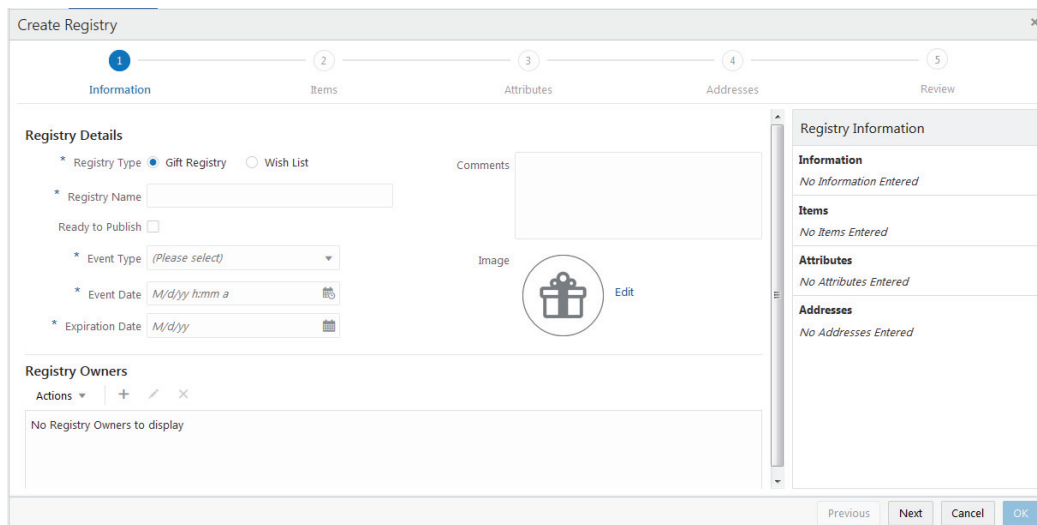 Create Registry
1 2 3 4 5
Information Items Attributes Addresses Review
Registry Details
* Registry Type Gift Registry Wish List
* Registry Name
Ready to Publish
* Event Type (Please select)
* Event Date M/d/yy h:mm a
* Expiration Date M/d/yy
Comments
Image Edit
Registry Owners
Actions
No Registry Owners to display
Registry Information
Information
No Information Entered
Items
No Items Entered
Attributes
No Attributes Entered
Addresses
No Addresses Entered
Previous Next Cancel OK